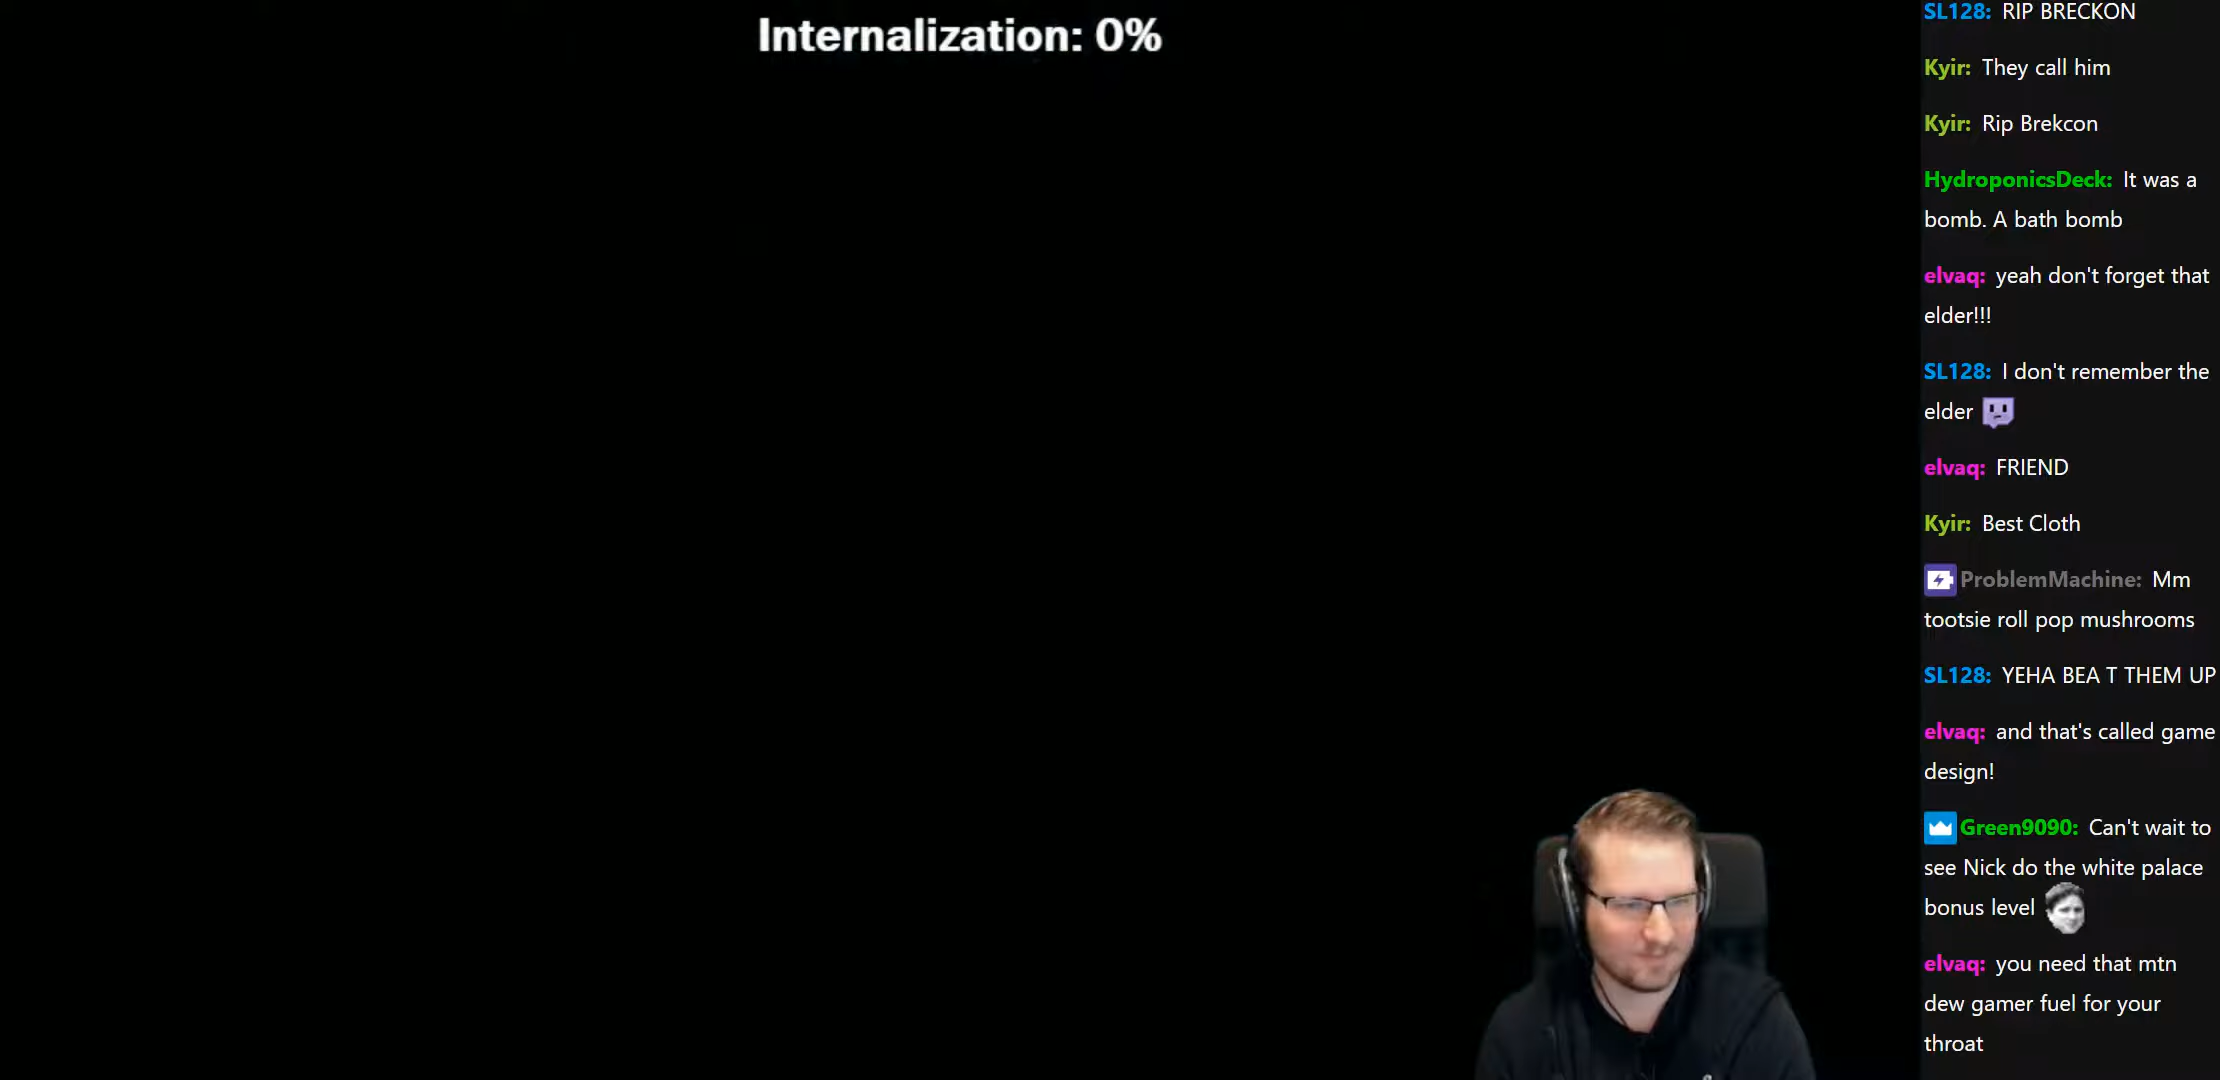 Internalization: 0%
SL128: RIP BRECKON
Kyir: They call him
Kyir: Rip Brekcon
HydroponicsDeck: It was a
bomb. A bath bomb
elvaq: yeah don't forget that
elder!!!
SL128: I don't remember the
elder
elvaq: FRIEND
Kyir: Best Cloth
ProblemMachine: Mm
tootsie roll pop mushrooms
SL128: YEHA BEA T THEM UP
elvaq: and that's called game
design!
Green9090: Can't wait to
see Nick do the white palace
bonus level
elvaq: you need that mtn
dew gamer fuel for your
throat